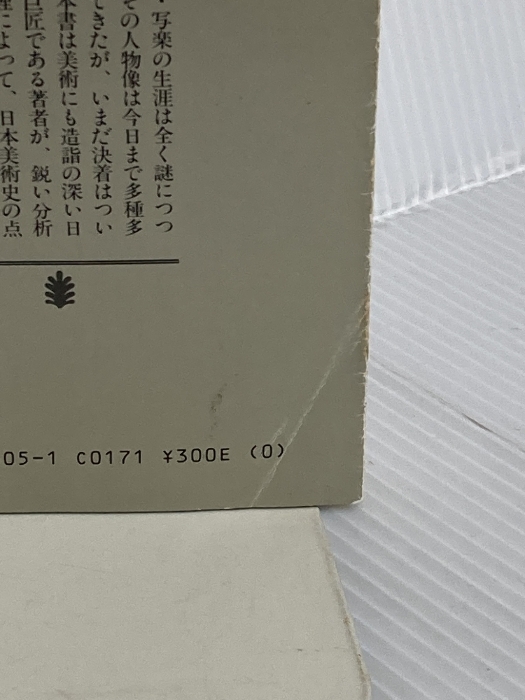 ・写楽の生涯は全く謎につつ
その人物像は今日まで多種多
できたが、いまだ決着はつい
本書は美術にも造詣の深い日
巨匠である著者が、鋭い分析
によって、日本美術史の点
05-1 C0171 ¥300E (0)